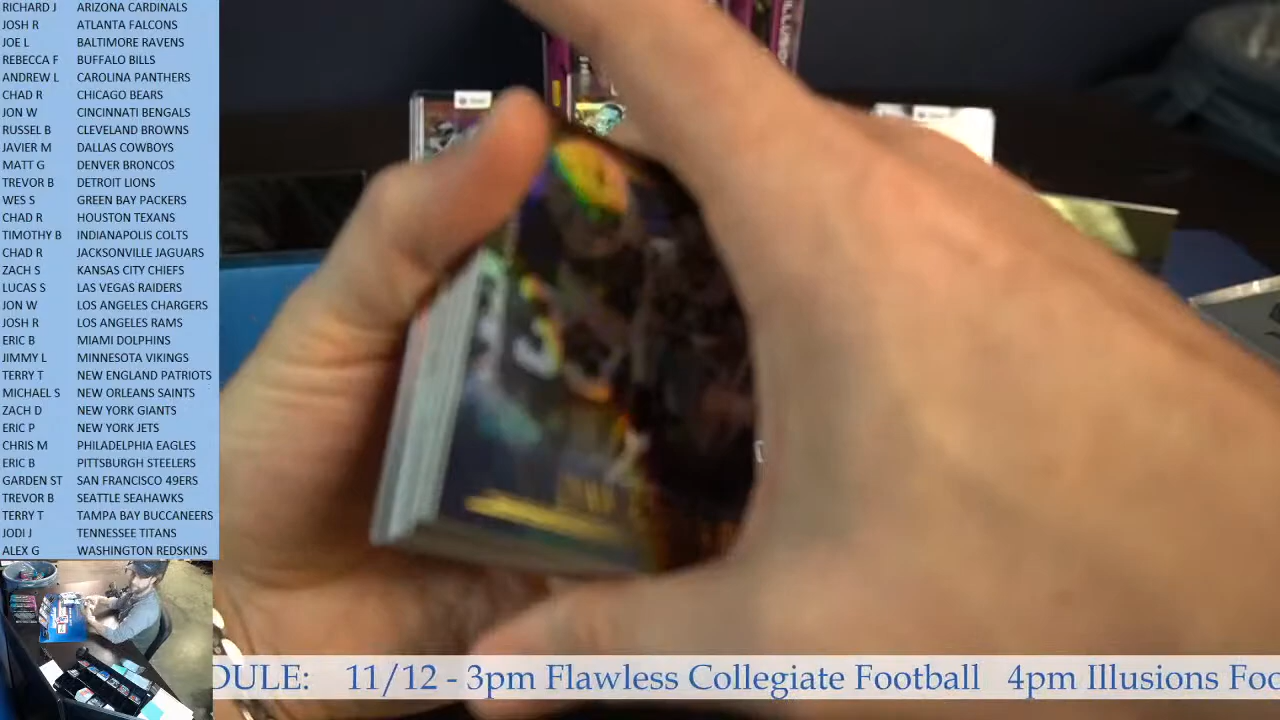 RICHARD J ARIZONA CARDINALS
JOSH R ATLANTA FALCONS
JOE L BALTIMORE RAVENS
REBECCA F BUFFALO BILLS
ANDREW L CAROLINA PANTHERS
CHAD R CHICAGO BEARS
JON W CINCINNATI BENGALS
RUSSEL B CLEVELAND BROWNS
JAVIER M DALLAS COWBOYS
MATT G DENVER BRONCOS
TREVOR B DETROIT LIONS
WES S GREEN BAY PACKERS
CHAD R HOUSTON TEXANS
TIMOTHY B INDIANAPOLIS COLTS
CHAD R JACKSONVILLE JAGUARS
ZACH S KANSAS CITY CHIEFS
LUCAS S LAS VEGAS RAIDERS
JON W LOS ANGELES CHARGERS
JOSH R LOS ANGELES RAMS
ERIC B MIAMI DOLPHINS
JIMMY L MINNESOTA VIKINGS
TERRY T NEW ENGLAND PATRIOTS
MICHAEL S NEW ORLEANS SAINTS
ZACH D NEW YORK GIANTS
ERIC P NEW YORK JETS
CHRIS M PHILADELPHIA EAGLES
ERIC B PITTSBURGH STEELERS
GARDEN ST SAN FRANCISCO 49ERS
TREVOR B SEATTLE SEAHAWKS
TERRY T TAMPA BAY BUCCANEERS
JODI J TENNESSEE TITANS
ALEX G WASHINGTON REDSKINS
DULE: 11/12 - 3pm Flawless Collegiate Football 4pm Illusions Foo